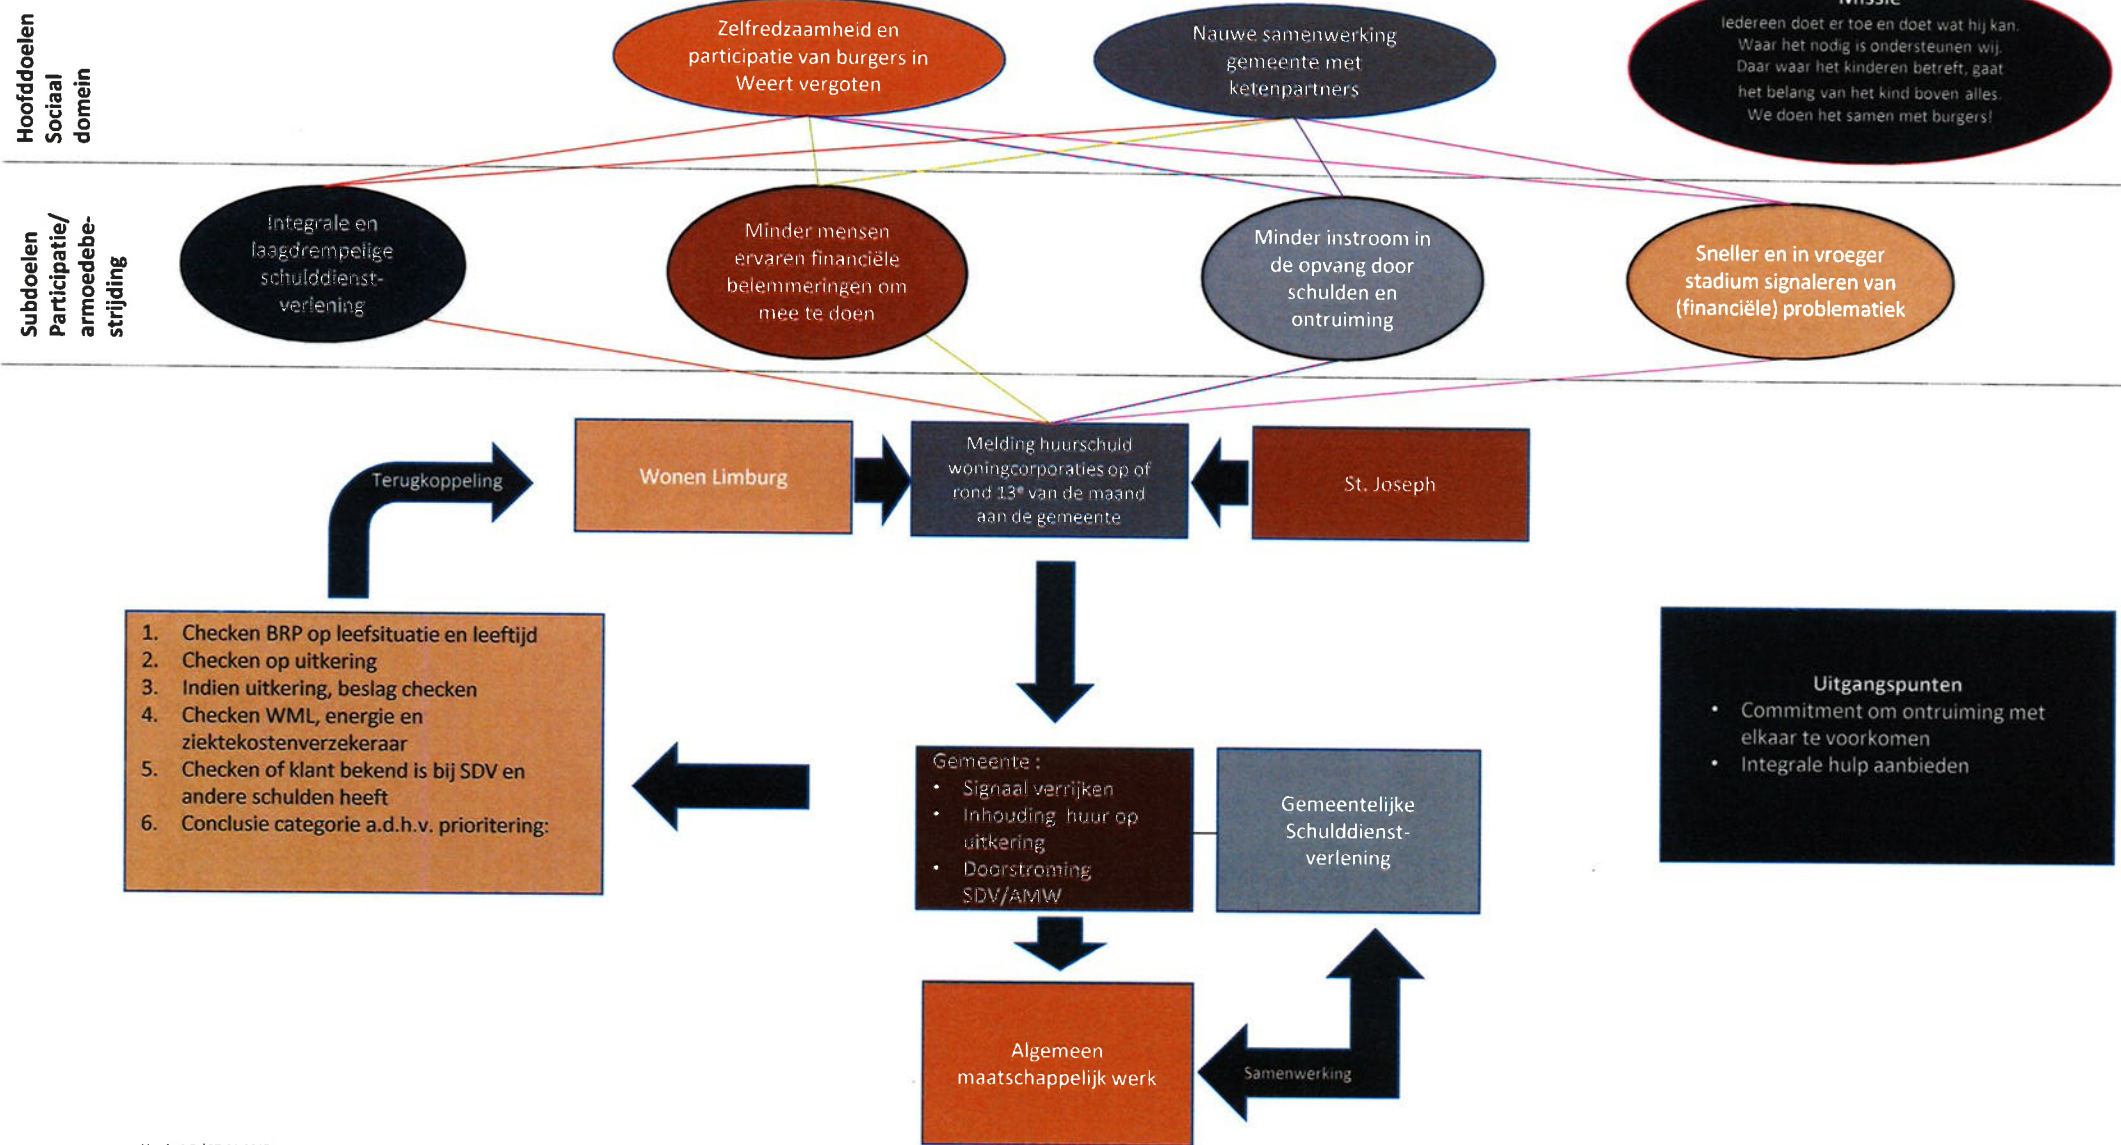 Hoofddoelen
Sociaal
domein
Zelfredzaamheid en
participatie van burgers in
Weert vergoten
Nauwe samenwerking
gemeente met
ketenpartners
Missie
Iedereen doet er toe en doet wat hij kan.
Waar het nodig is ondersteunen wij.
Daar waar het kinderen betreft, gaat
het belang van het kind boven alles.
We doen het samen met burgers!
Subdoelen
Participatie/
armoedebe-
strijding
Integrale en
laagdrempelige
schulddienst-
verlening
Minder mensen
ervaren financiële
belemmeringen om
mee te doen
Minder instroom in
de opvang door
schulden en
ontruiming
Sneller en in vroeger
stadium signaleren van
(financiële) problematiek
Terugkoppeling
Wonen Limburg
Melding huurschuld
woningcorporaties op of
rond 13e van de maand
aan de gemeente
St. Joseph
1. Checken BRP op leefsituatie en leeftijd
2. Checken op uitkering
3. Indien uitkering, beslag checken
4. Checken WML, energie en
ziektekostenverzekeraar
5. Checken of klant bekend is bij SDV en
andere schulden heeft
6. Conclusie categorie a.d.h.v. prioritering:
Gemeente :
• Signaal verrijken
• Inhouding huur op
uitkering
• Doorstroming
SDV/AMW
Gemeentelijke
Schulddienst-
verlening
Uitgangspunten
• Commitment om ontruiming met
elkaar te voorkomen
• Integrale hulp aanbieden
Algemeen
maatschappelijk werk
Samenwerking